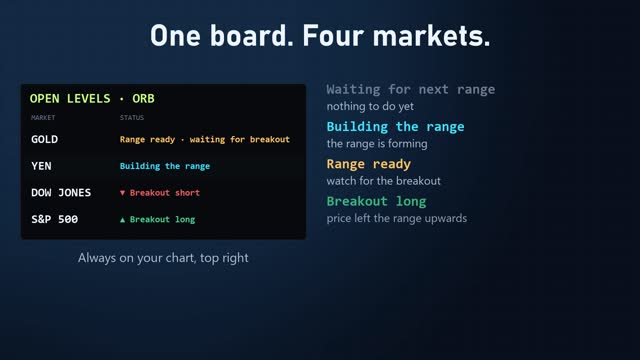 One board. Four markets.
OPEN LEVELS · ORB
MARKET STATUS
GOLD Range ready · waiting for breakout
YEN Building the range
DOW JONES ▼ Breakout short
S&P 500 ▲ Breakout long
Always on your chart, top right
Waiting for next range
nothing to do yet
Building the range
the range is forming
Range ready
watch for the breakout
Breakout long
price left the range upwards